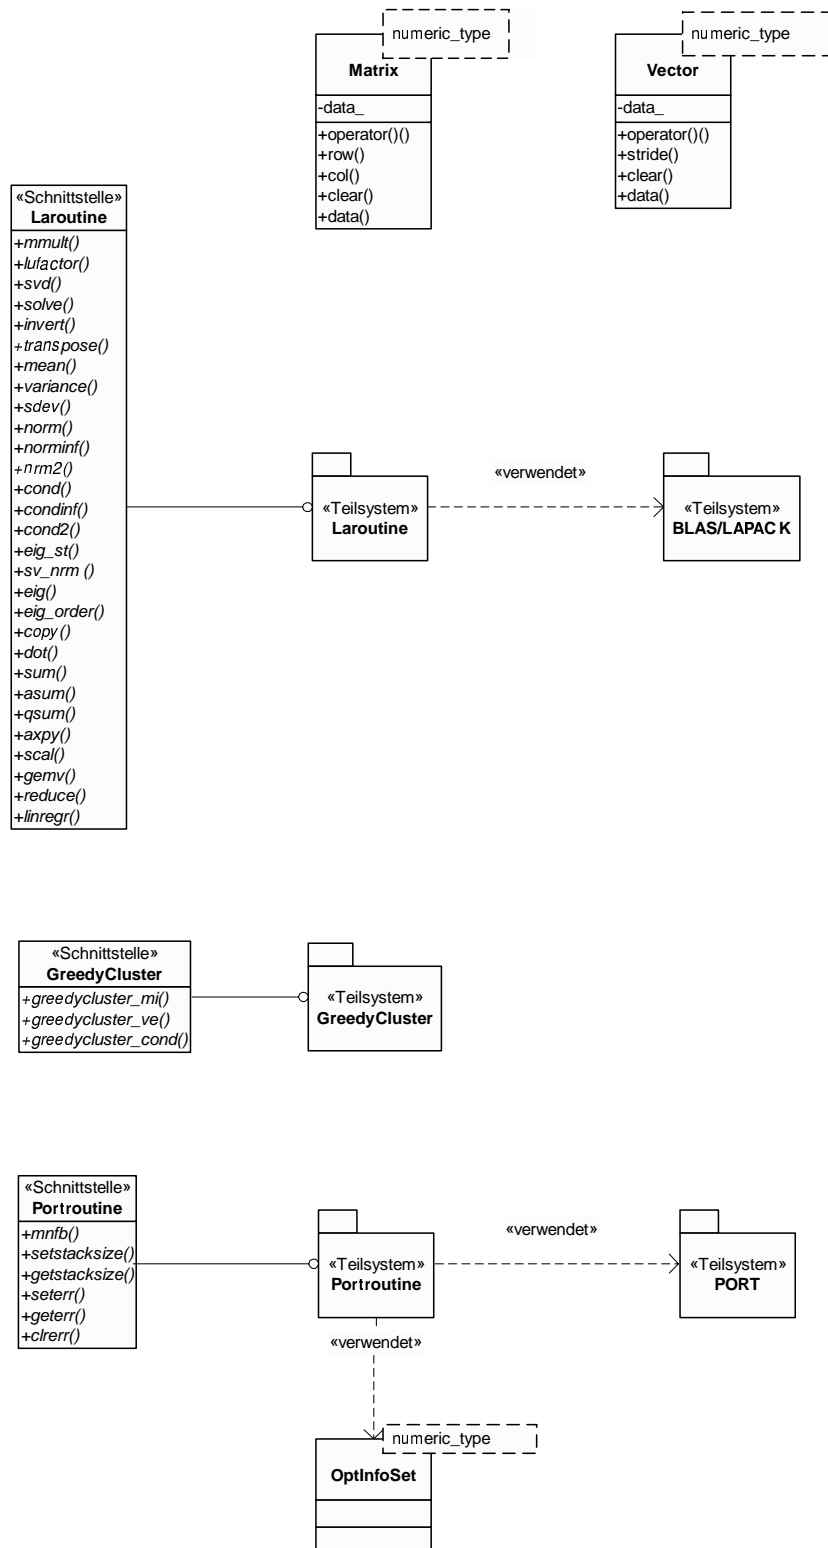 numeric_type
Matrix
-data_
+operator()()
+row()
+col()
+clear()
+data()
numeric_type
Vector
-data_
+operator()()
+stride()
+clear()
+data()
«Schnittstelle»
Laroutine
+mmult()
+lufactor()
+svd()
+solve()
+invert()
+transpose()
+mean()
+variance()
+sdev()
+norm()
+norminf()
+nrm2()
+cond()
+condinf()
+cond2()
+eig_st()
+sv_nrm ()
+eig()
+eig_order()
+copy()
+dot()
+sum()
+asum()
+qsum()
+axpy()
+scal()
+gemv()
+reduce()
+linregr()
«Teilsystem»
Laroutine
«verwendet»
«Teilsystem»
BLAS/LAPACK
«Schnittstelle»
GreedyCluster
+greedycluster_mi()
+greedycluster_ve()
+greedycluster_cond()
«Teilsystem»
GreedyCluster
«Schnittstelle»
Portroutine
+mnfb()
+setstacksize()
+getstacksize()
+seterr()
+geterr()
+clrerr()
«Teilsystem»
Portroutine
«verwendet»
«Teilsystem»
PORT
«verwendet»
numeric_type
OptInfoSet